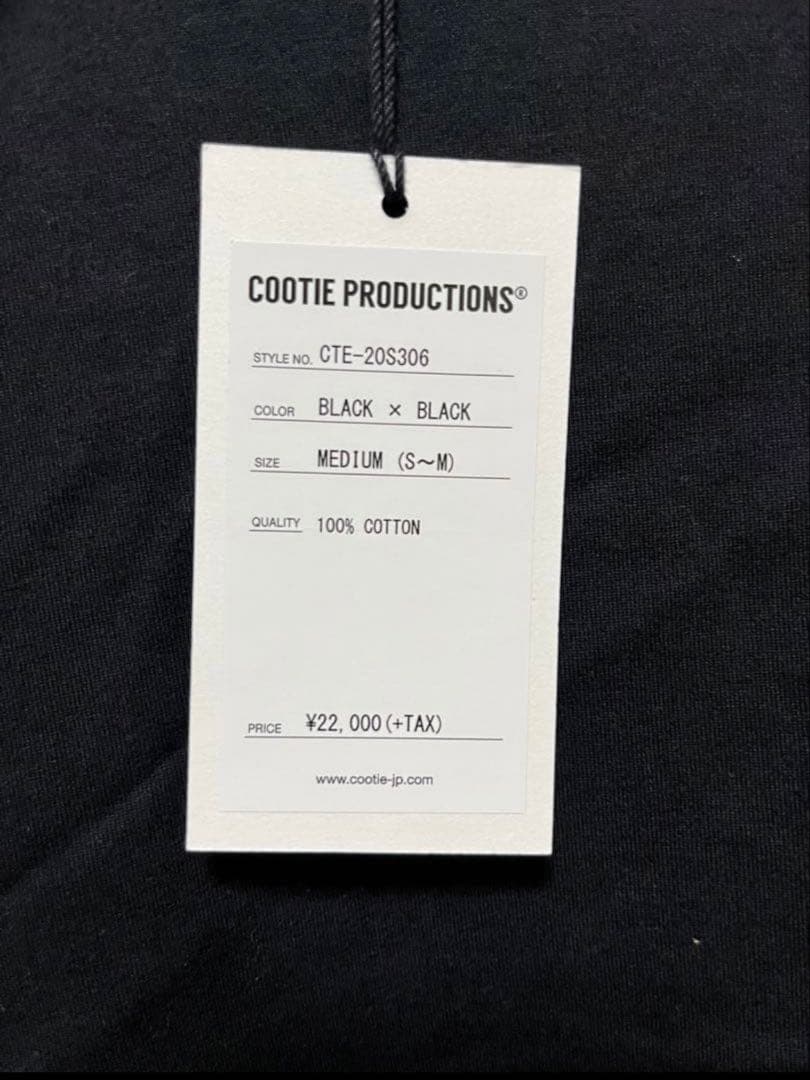 COOTIE PRODUCTIONS®
STYLE NO. CTE-20S306
COLOR BLACK × BLACK
SIZE MEDIUM (S〜M)
QUALITY 100% COTTON
PRICE ¥22,000(+TAX)
www.cootie-jp.com